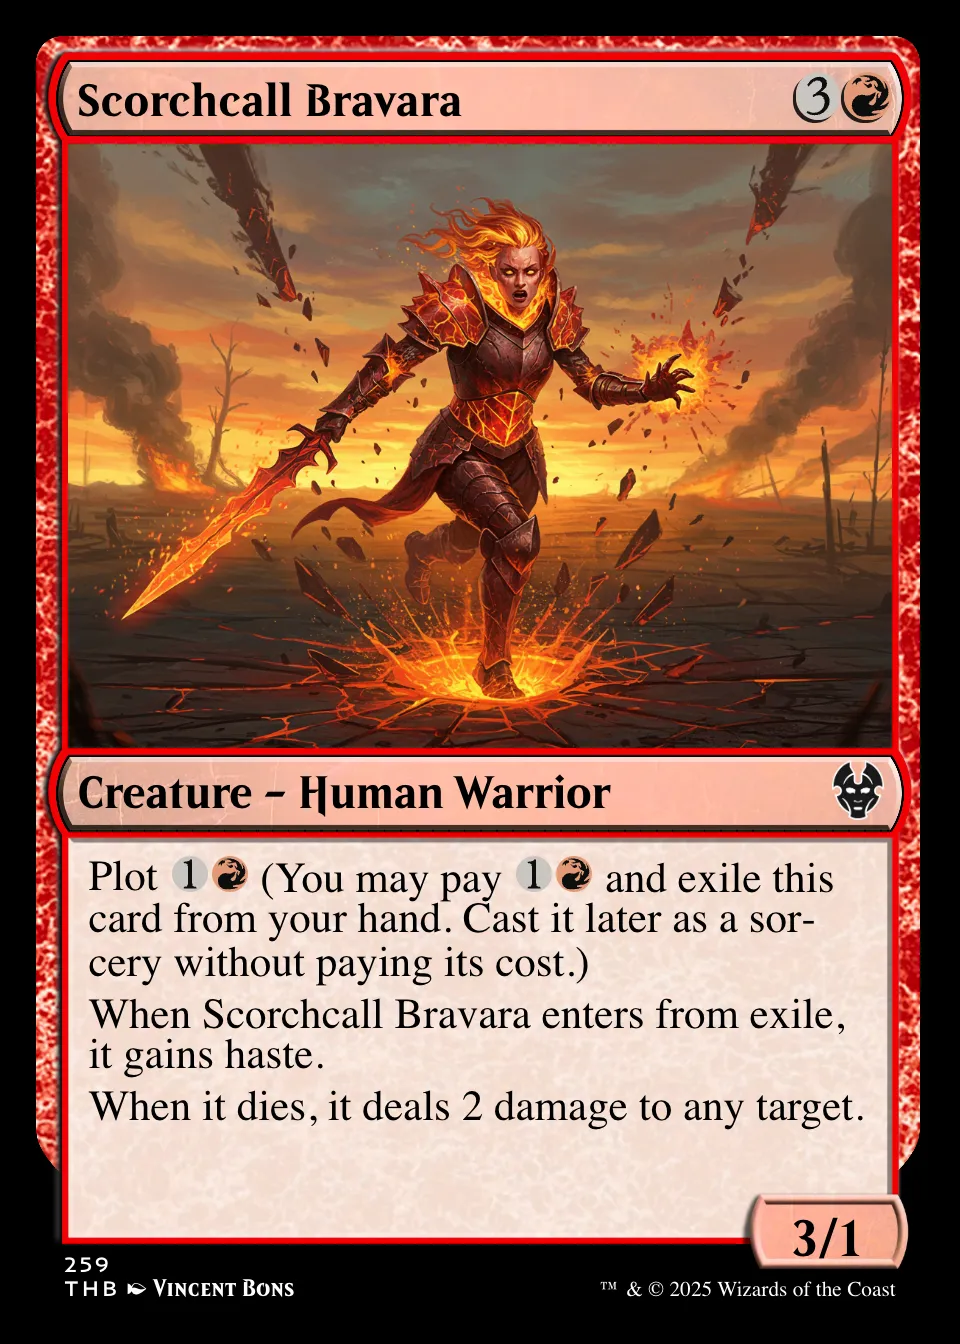 Scorchcall Bravara
3
Creature – Human Warrior
Plot 1 (You may pay 1 and exile this
card from your hand. Cast it later as a sor-
cery without paying its cost.)
When Scorchcall Bravara enters from exile,
it gains haste.
When it dies, it deals 2 damage to any target.
3/1
259
THB Vincent Bons
™ & © 2025 Wizards of the Coast